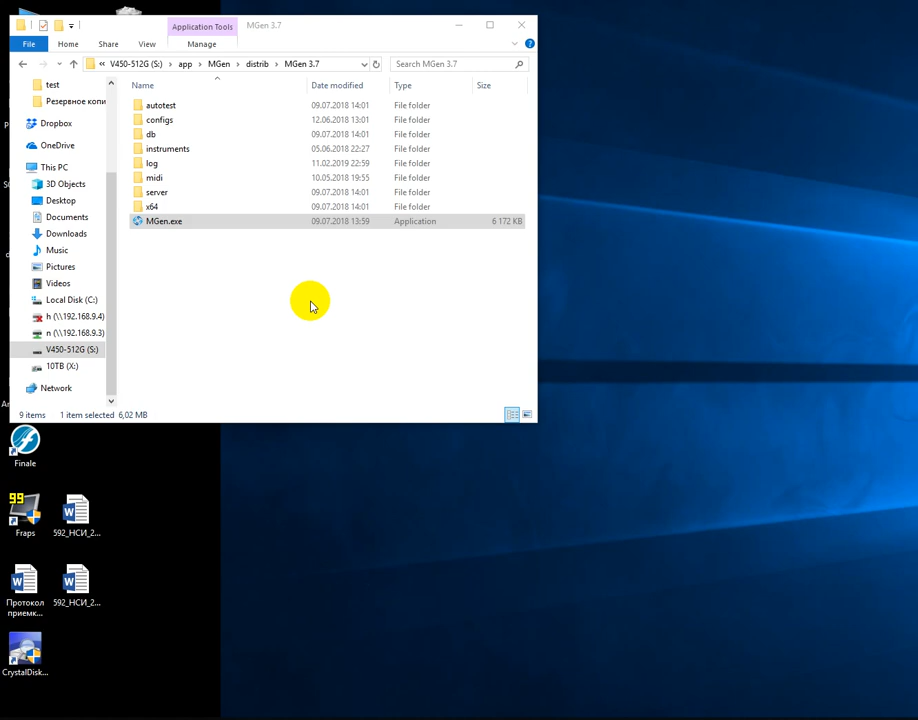 Application Tools MGen 3.7
File Home Share View Manage
« V450-512G (S:) app MGen distrib MGen 3.7 Search MGen 3.7
Name Date modified Type Size
test
Резервное копи
Dropbox
OneDrive
This PC
3D Objects
Desktop
Documents
Downloads
Music
Pictures
Videos
Local Disk (C:)
h (\\192.168.9.4)
n (\\192.168.9.3)
V450-512G (S:)
10TB (X:)
Network
autotest 09.07.2018 14:01 File folder
configs 12.06.2018 13:01 File folder
db 09.07.2018 14:01 File folder
instruments 05.06.2018 22:27 File folder
log 11.02.2019 22:59 File folder
midi 10.05.2018 19:55 File folder
server 09.07.2018 14:01 File folder
x64 09.07.2018 14:01 File folder
MGen.exe 09.07.2018 13:59 Application 6 172 KB
9 items 1 item selected 6,02 MB
Finale
99
Fraps
592_НСИ_2...
Протокол
приемк...
592_НСИ_2...
CrystalDisk...